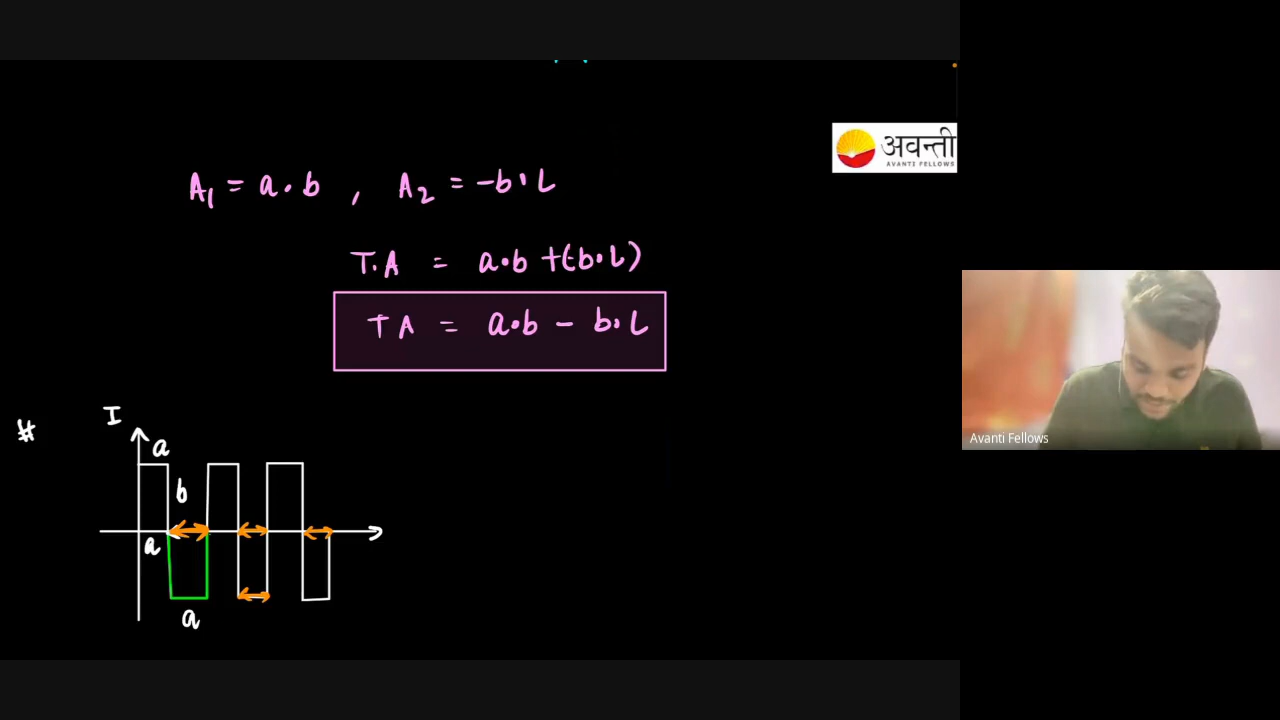 अवन्ती
AVANTI FELLOWS
A₁ = a·b , A₂ = -b·L
T.A = a·b +(-b·L)
TA = a·b - b·L
#
I
a
b
a
a
Avanti Fellows